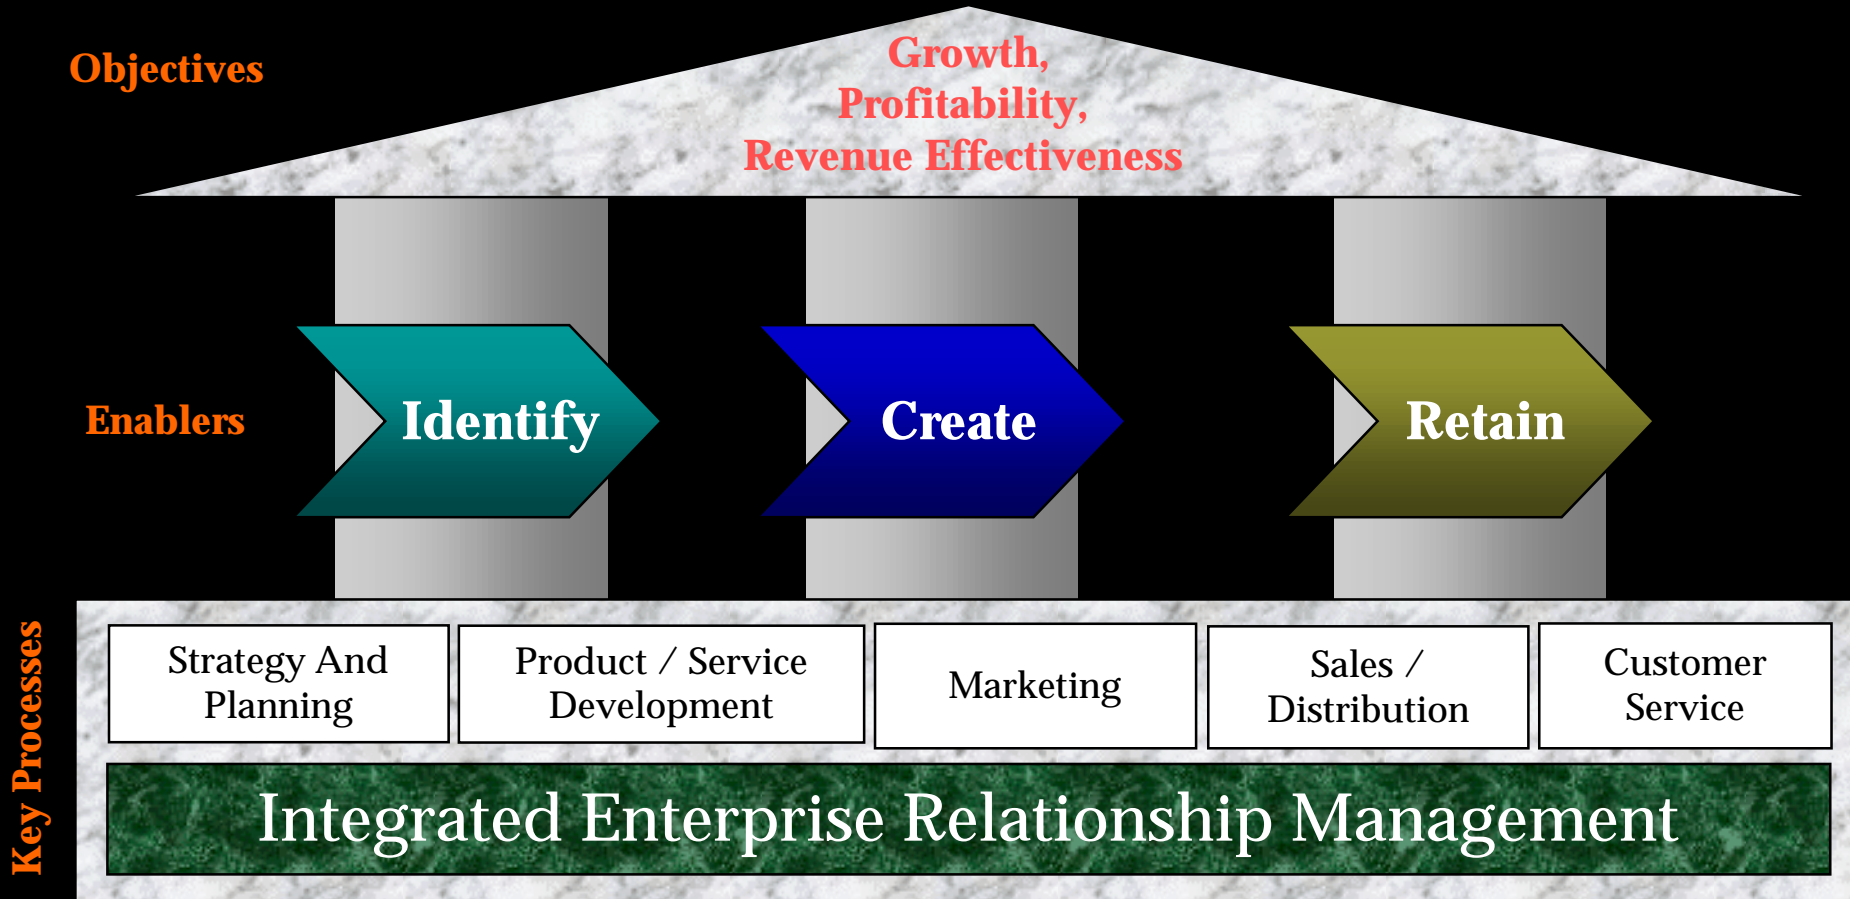 Objectives
Growth,
Profitability,
Revenue Effectiveness
Enablers
Identify
Create
Retain
Key Processes
Strategy And
Planning
Product / Service
Development
Marketing
Sales /
Distribution
Customer
Service
Integrated Enterprise Relationship Management